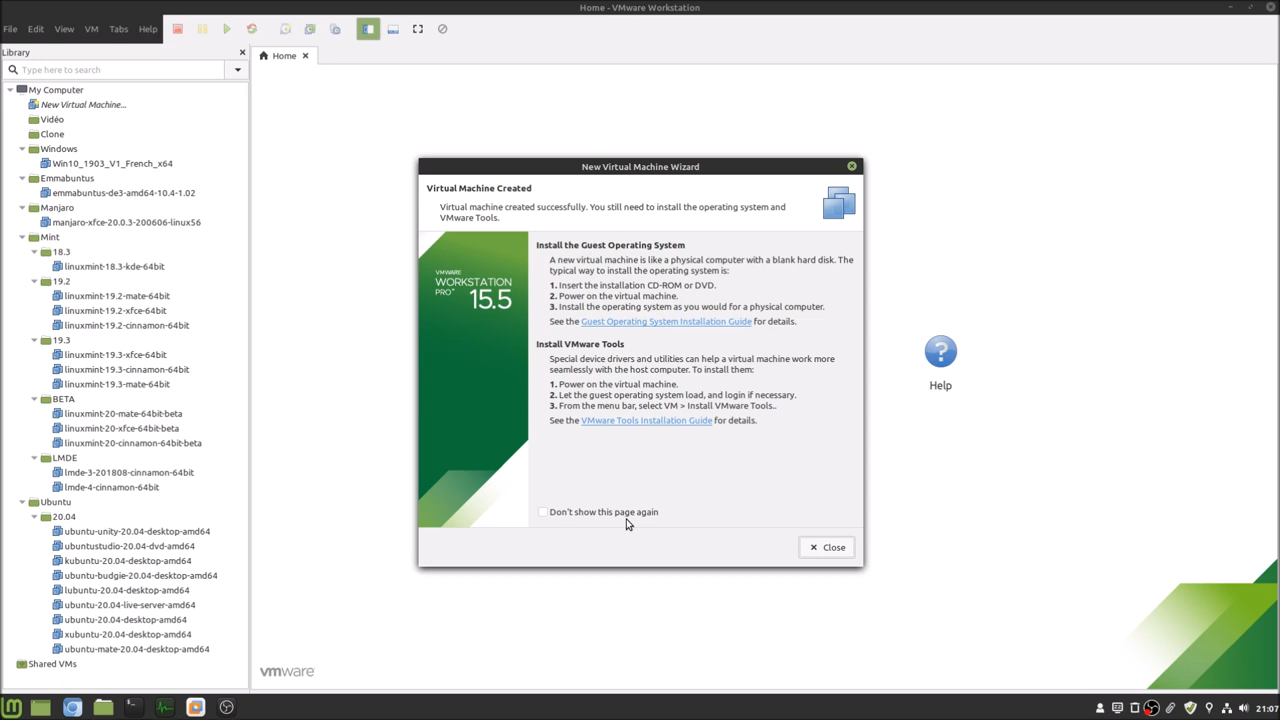 Home - VMware Workstation
File Edit View VM Tabs Help
Library
Type here to search
My Computer
New Virtual Machine...
Vidéo
Clone
Windows
Win10_1903_V1_French_x64
Emmabuntus
emmabuntus-de3-amd64-10.4-1.02
Manjaro
manjaro-xfce-20.0.3-200606-linux56
Mint
18.3
linuxmint-18.3-kde-64bit
19.2
linuxmint-19.2-mate-64bit
linuxmint-19.2-xfce-64bit
linuxmint-19.2-cinnamon-64bit
19.3
linuxmint-19.3-xfce-64bit
linuxmint-19.3-cinnamon-64bit
linuxmint-19.3-mate-64bit
BETA
linuxmint-20-mate-64bit-beta
linuxmint-20-xfce-64bit-beta
linuxmint-20-cinnamon-64bit-beta
LMDE
lmde-3-201808-cinnamon-64bit
lmde-4-cinnamon-64bit
Ubuntu
20.04
ubuntu-unity-20.04-desktop-amd64
ubuntustudio-20.04-dvd-amd64
kubuntu-20.04-desktop-amd64
ubuntu-budgie-20.04-desktop-amd64
lubuntu-20.04-desktop-amd64
ubuntu-20.04-live-server-amd64
ubuntu-20.04-desktop-amd64
xubuntu-20.04-desktop-amd64
ubuntu-mate-20.04-desktop-amd64
Shared VMs
Home
New Virtual Machine Wizard
Virtual Machine Created
Virtual machine created successfully. You still need to install the operating system and
VMware Tools.
VMWARE
WORKSTATION
PRO™ 15.5
Install the Guest Operating System
A new virtual machine is like a physical computer with a blank hard disk. The
typical way to install the operating system is:
1. Insert the installation CD-ROM or DVD.
2. Power on the virtual machine.
3. Install the operating system as you would for a physical computer.
See the Guest Operating System Installation Guide for details.
Install VMware Tools
Special device drivers and utilities can help a virtual machine work more
seamlessly with the host computer. To install them:
1. Power on the virtual machine.
2. Let the guest operating system load, and login if necessary.
3. From the menu bar, select VM > Install VMware Tools..
See the VMware Tools Installation Guide for details.
Don't show this page again
Close
?
Help
vmware
21:07